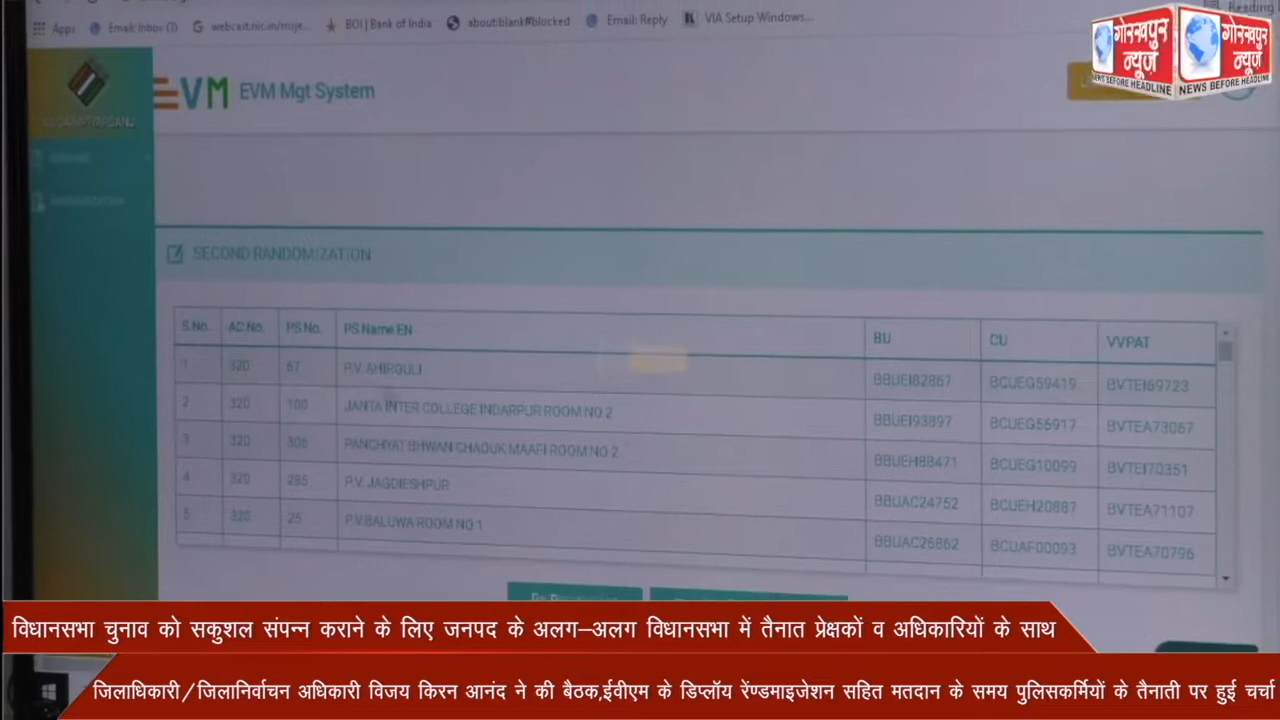 Reading
Apps Email: Inbox (1) webcast.nic.in/msje... BOI | Bank of India about:blank#blocked Email: Reply VIA Setup Windows...
गोरखपुर न्यूज़ NEWS BEFORE HEADLINE गोरखपुर न्यूज़ NEWS BEFORE HEADLINE
EVM EVM Mgt System
SECOND RANDOMIZATION
S.No. AC No. PS No. PS Name EN BU CU VVPAT
1 320 67 P.V. AHIROULI BBUEI82867 BCUEG59419 BVTEI69723
2 320 100 JANTA INTER COLLEGE INDARPUR ROOM NO 2 BBUEI93897 BCUEG56917 BVTEA73067
3 320 306 PANCHYAT BHWAN CHAOUK MAAFI ROOM NO 2 BBUEH88471 BCUEG10099 BVTEI70351
4 320 285 P.V. JAGDIESHPUR BBUAC24752 BCUEH20887 BVTEA71107
5 320 25 P.V.BALUWA ROOM NO 1 BBUAC26862 BCUAF00093 BVTEA70796
विधानसभा चुनाव को सकुशल संपन्न कराने के लिए जनपद के अलग–अलग विधानसभा में तैनात प्रेक्षकों व अधिकारियों के साथ
जिलाधिकारी/जिलानिर्वाचन अधिकारी विजय किरन आनंद ने की बैठक,ईवीएम के डिप्लॉय रेंण्डमाइजेशन सहित मतदान के समय पुलिसकर्मियों के तैनाती पर हुई चर्चा